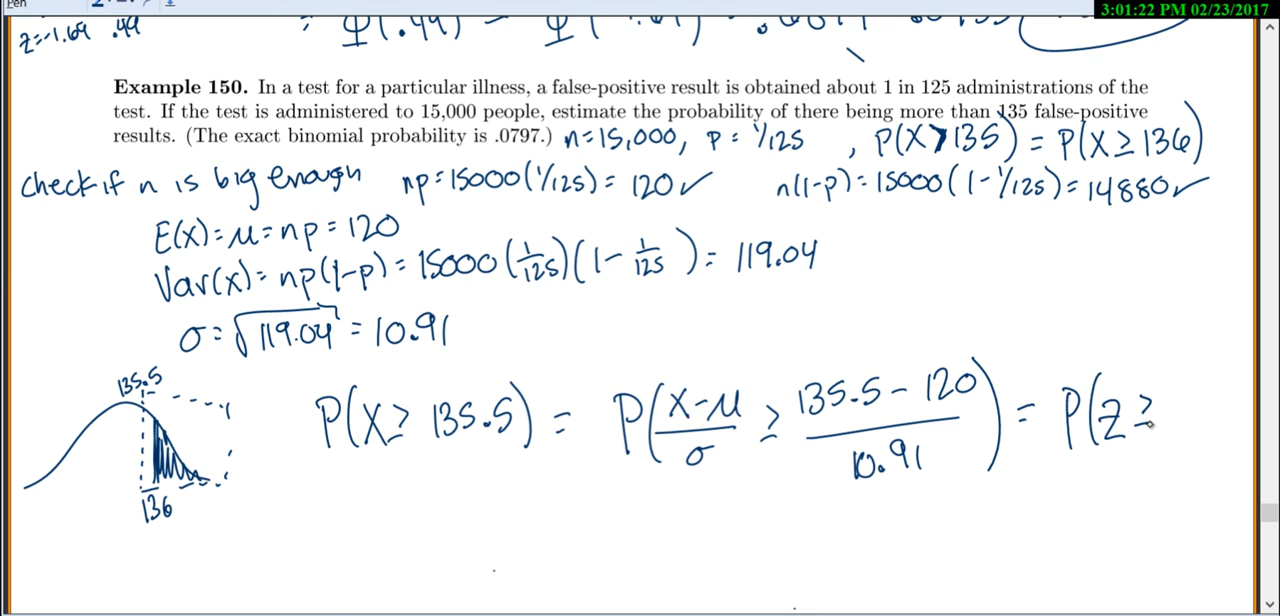 Pen
3:01:22 PM 02/23/2017
z=-1.69 .49
Example 150. In a test for a particular illness, a false-positive result is obtained about 1 in 125 administrations of the
test. If the test is administered to 15,000 people, estimate the probability of there being more than 135 false-positive
results. (The exact binomial probability is .0797.) n=15,000, p = 1/125 , P(X>135) = P(X ≥ 136)
Check if n is big enough np = 15000(1/125) = 120 ✓ n(1-p) = 15000(1-1/125) = 14880 ✓
E(x) = μ = np = 120
Var(x) = np(1-p) = 15000(1/125)(1-1/125) = 119.04
σ = √119.04 = 10.91
135.5
P(X ≥ 135.5) = P((X-μ)/σ ≥ (135.5-120)/10.91) = P(z ≥
136